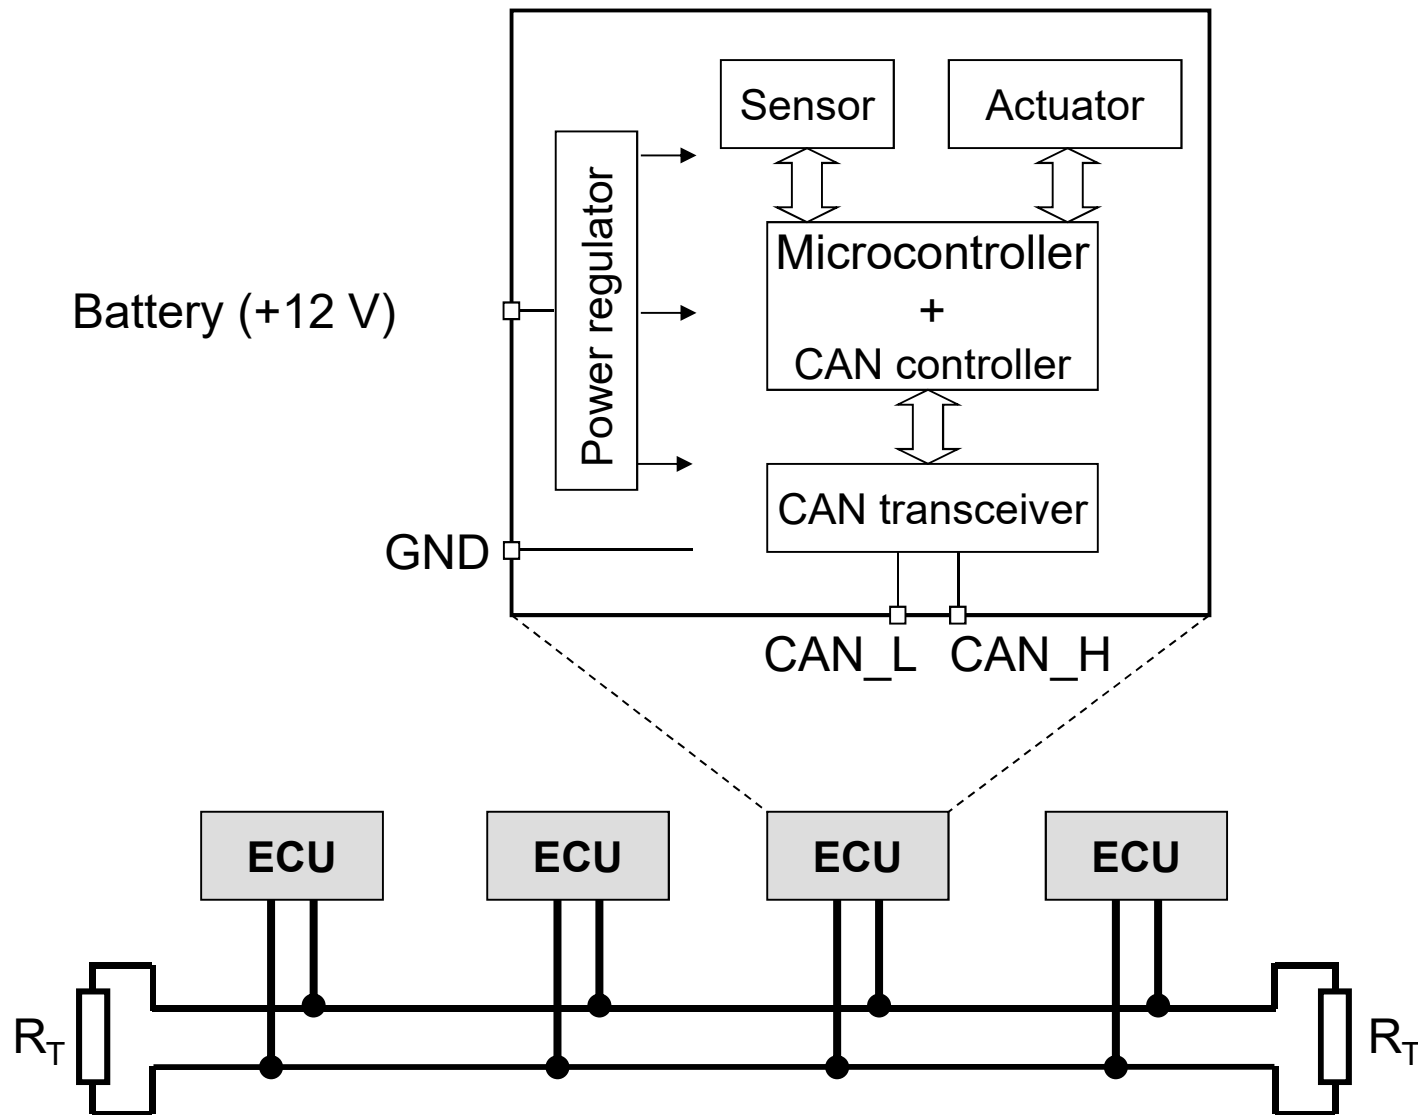 Sensor
Actuator
Power regulator
Microcontroller
+
CAN controller
Battery (+12 V)
CAN transceiver
GND
CAN_L
CAN_H
ECU
ECU
ECU
ECU
R_T
R_T